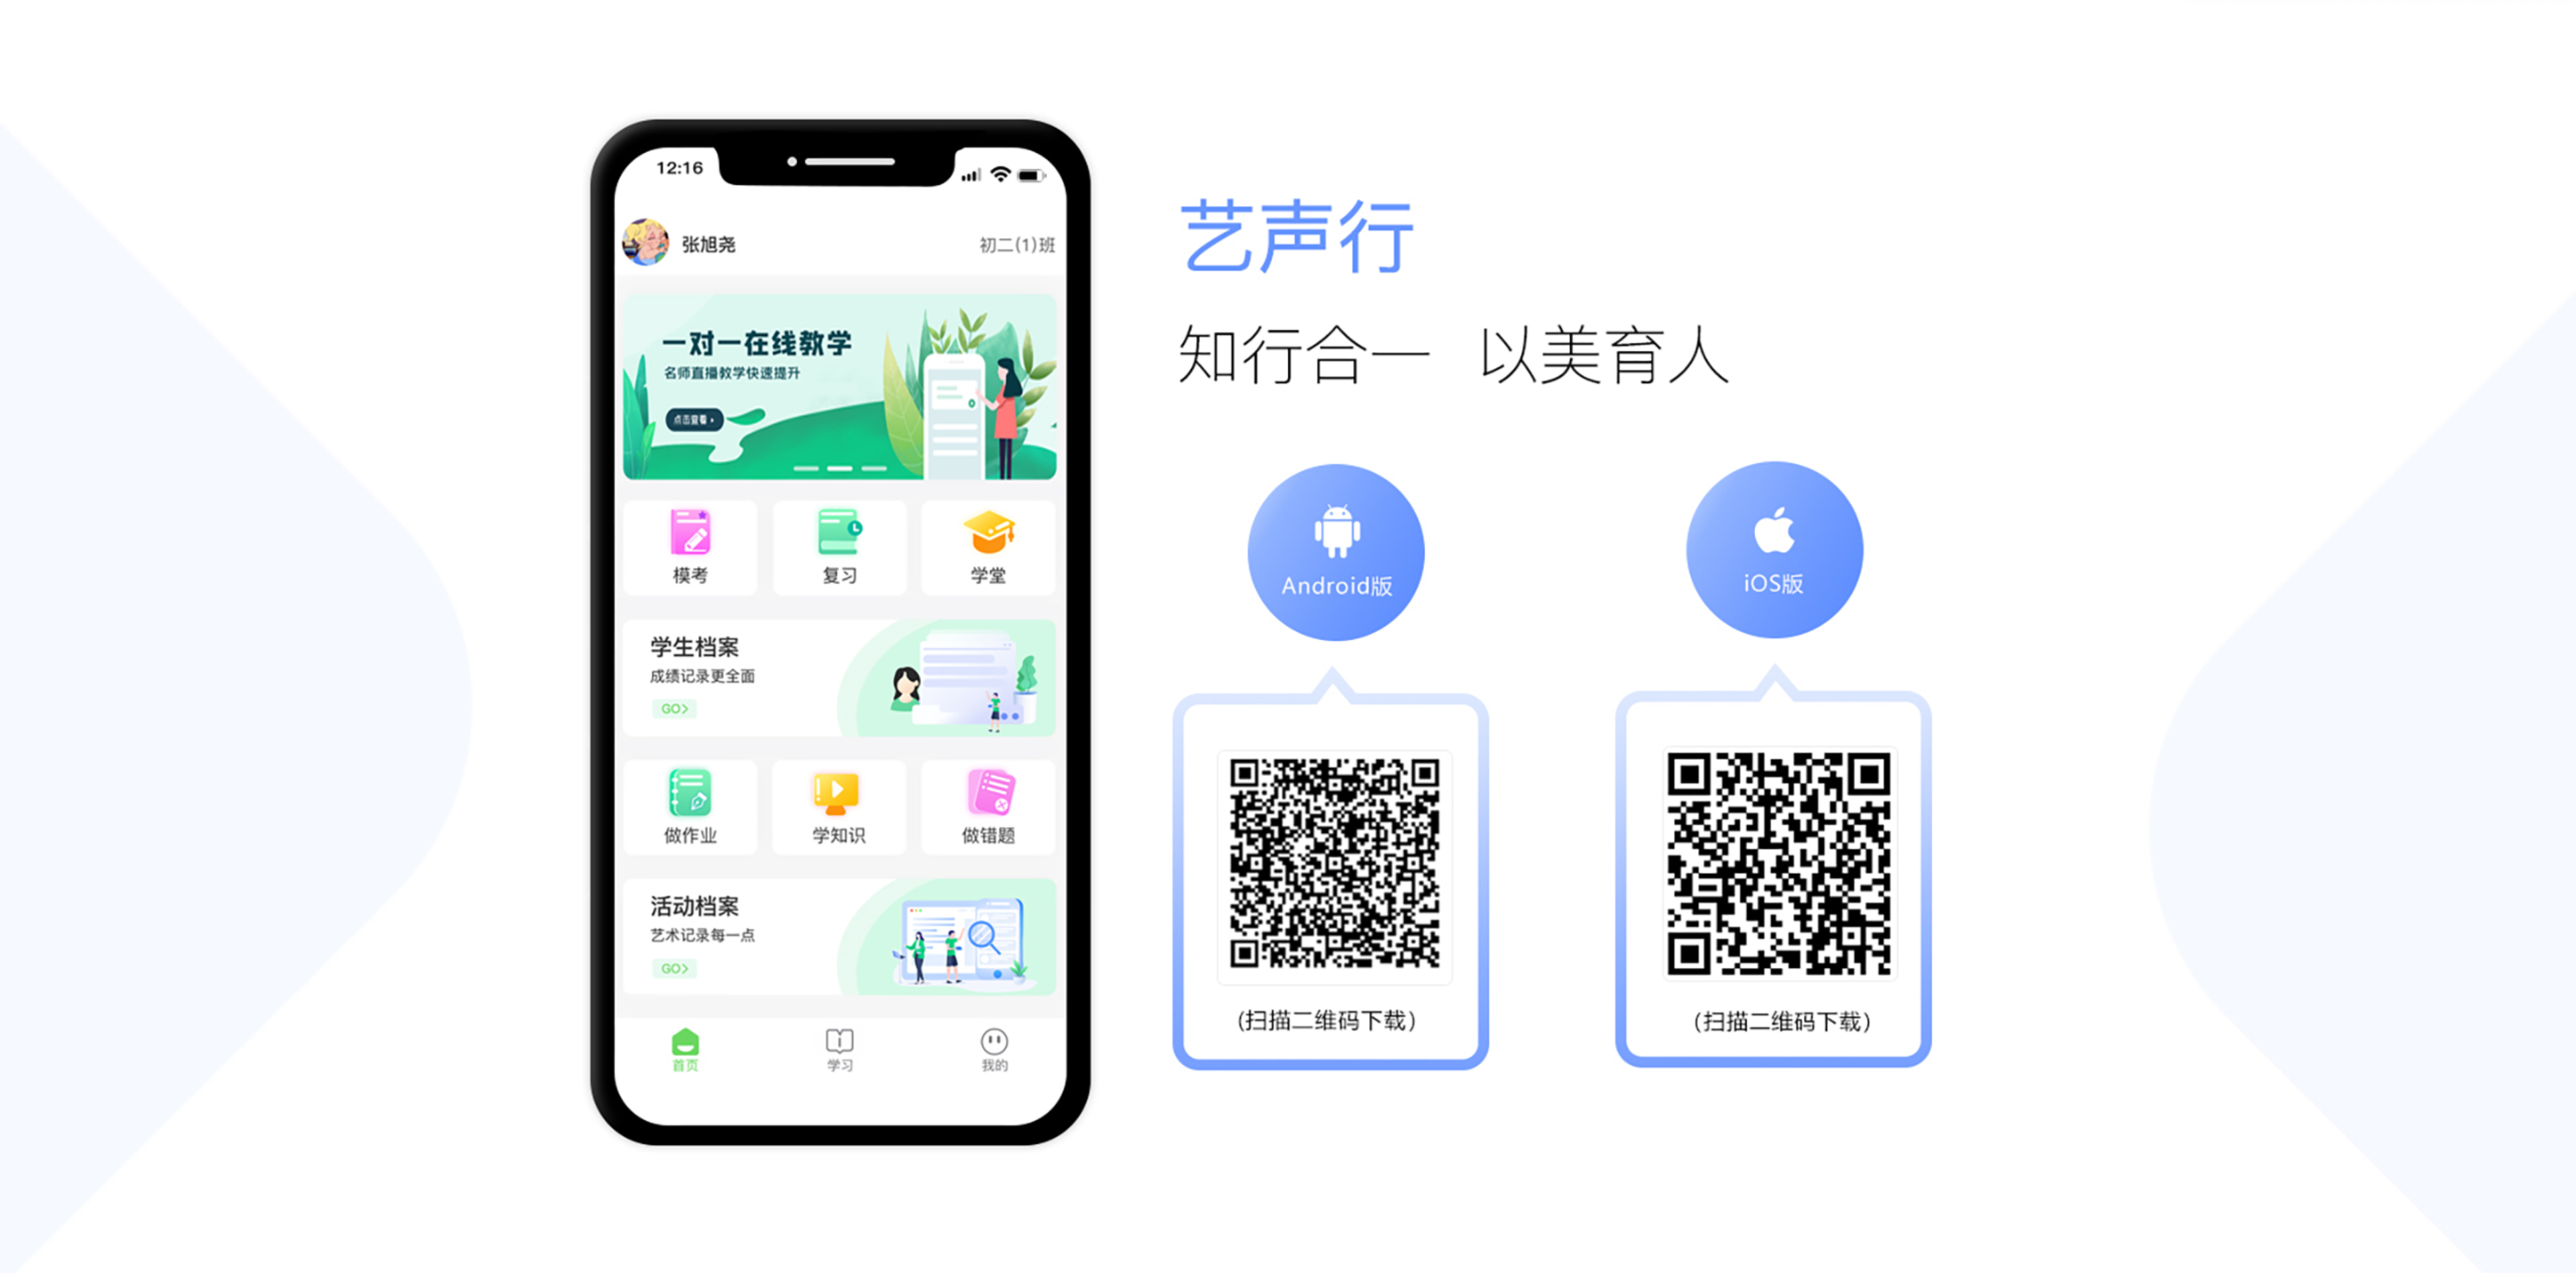 12:16
张旭尧
初二(1)班
一对一在线教学
名师直播教学快速提升
点击查看
模考
复习
学堂
学生档案
成绩记录更全面
GO>
做作业
学知识
做错题
活动档案
艺术记录每一点
GO>
首页
学习
我的
艺声行
知行合一 以美育人
Android版
iOS版
(扫描二维码下载)
(扫描二维码下载)